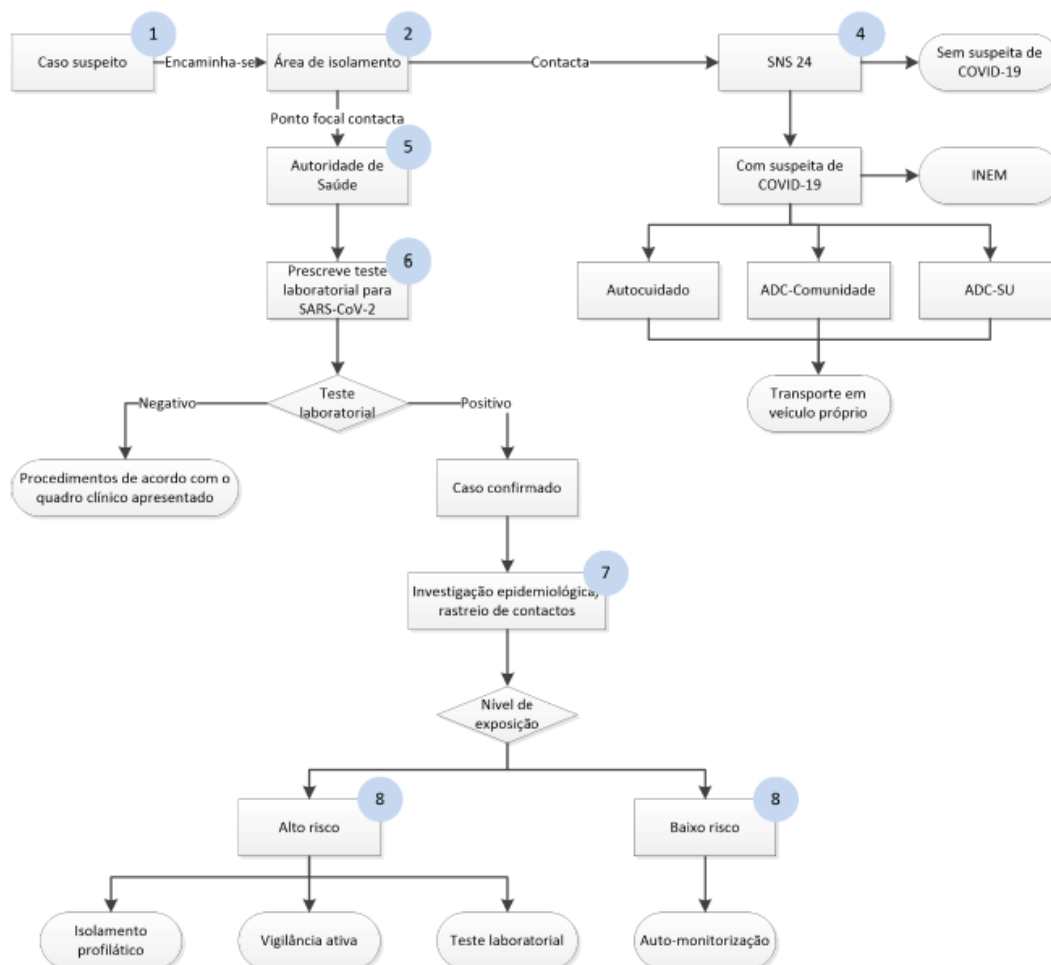 1
Caso suspeito
Encaminha-se
2
Área de isolamento
Contacta
4
SNS 24
Sem suspeita de
COVID-19
Ponto focal contacta
5
Autoridade de
Saúde
Com suspeita de
COVID-19
INEM
6
Prescreve teste
laboratorial para
SARS-CoV-2
Autocuidado
ADC-Comunidade
ADC-SU
Teste
laboratorial
Negativo
Positivo
Transporte em
veículo próprio
Procedimentos de acordo com o
quadro clínico apresentado
Caso confirmado
7
Investigação epidemiológica,
rastreio de contactos
Nível de
exposição
8
Alto risco
8
Baixo risco
Isolamento
profilático
Vigilância ativa
Teste laboratorial
Auto-monitorização